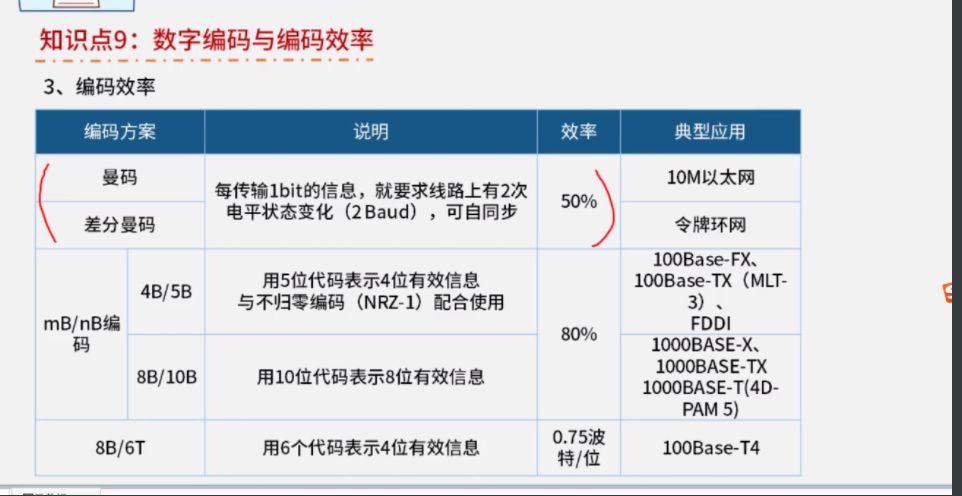 知识点9：数字编码与编码效率
3、编码效率
编码方案
说明
效率
典型应用
曼码
每传输1bit的信息，就要求线路上有2次
电平状态变化（2 Baud），可自同步
50%
10M以太网
差分曼码
令牌环网
mB/nB编
码
4B/5B
用5位代码表示4位有效信息
与不归零编码（NRZ-1）配合使用
80%
100Base-FX、
100Base-TX（MLT-
3）、
FDDI
8B/10B
用10位代码表示8位有效信息
1000BASE-X、
1000BASE-TX
1000BASE-T(4D-
PAM 5)
8B/6T
用6个代码表示4位有效信息
0.75波
特/位
100Base-T4